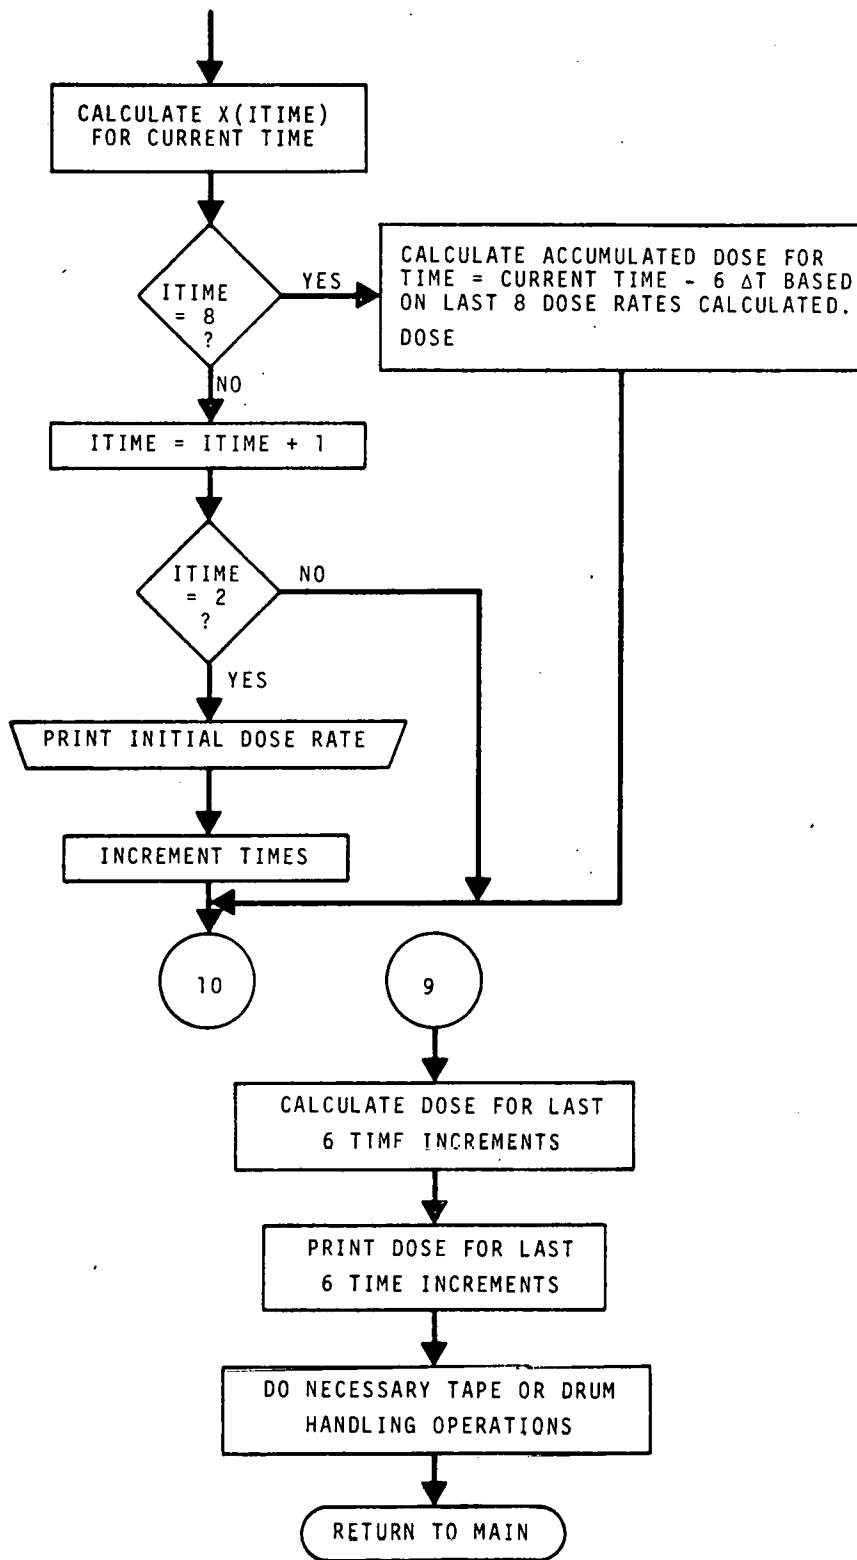 CALCULATE X(ITIME)
FOR CURRENT TIME
ITIME
= 8
?
YES
CALCULATE ACCUMULATED DOSE FOR
TIME = CURRENT TIME - 6 ΔT BASED
ON LAST 8 DOSE RATES CALCULATED.
DOSE
NO
ITIME = ITIME + 1
ITIME
= 2
?
NO
YES
PRINT INITIAL DOSE RATE
INCREMENT TIMES
10
9
CALCULATE DOSE FOR LAST
6 TIMF INCREMENTS
PRINT DOSE FOR LAST
6 TIME INCREMENTS
DO NECESSARY TAPE OR DRUM
HANDLING OPERATIONS
RETURN TO MAIN